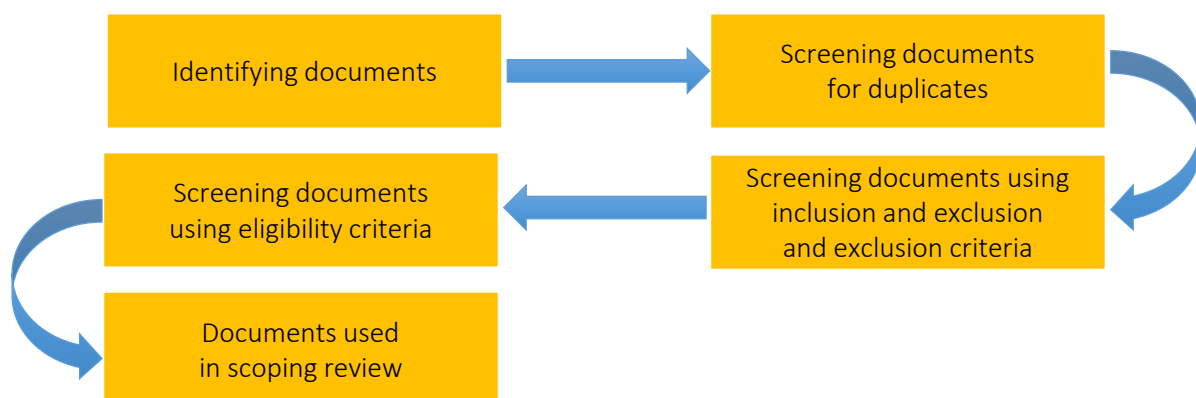 Identifying documents
Screening documents
for duplicates
Screening documents using
inclusion and exclusion
and exclusion criteria
Screening documents
using eligibility criteria
Documents used
in scoping review